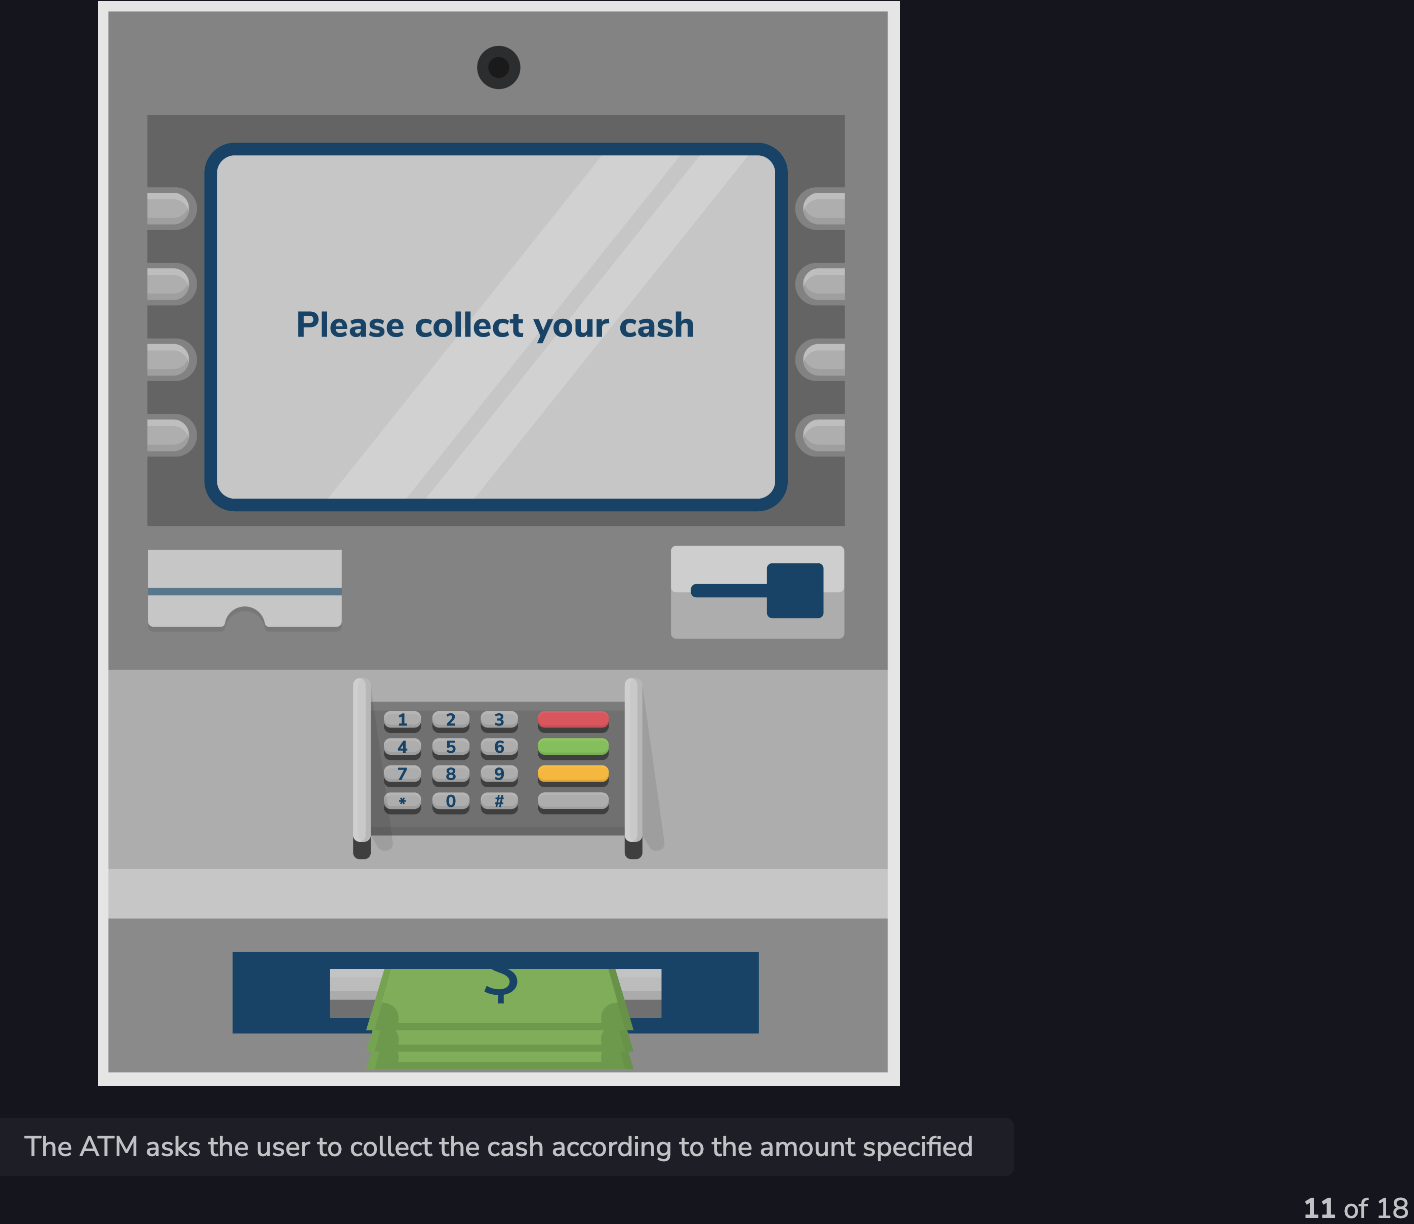 Please collect your cash
1 2 3
4 5 6
7 8 9
* 0 #
$
The ATM asks the user to collect the cash according to the amount specified
11 of 18